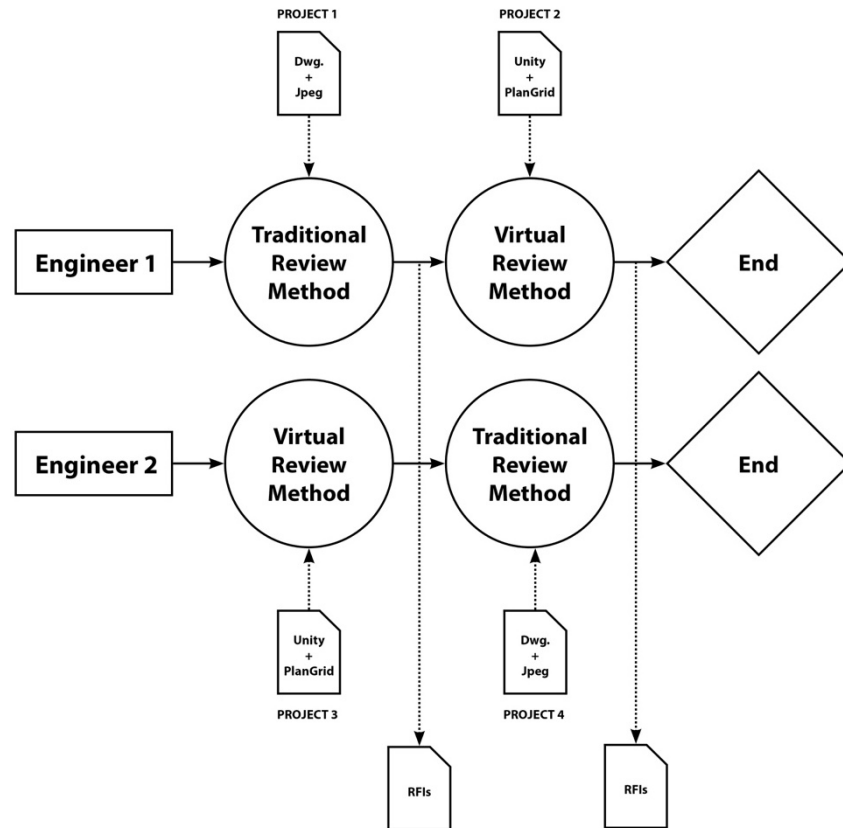 PROJECT 1
PROJECT 2
Dwg.
+
Jpeg
Unity
+
PlanGrid
Engineer 1
Traditional
Review
Method
Virtual
Review
Method
End
Engineer 2
Virtual
Review
Method
Traditional
Review
Method
End
Unity
+
PlanGrid
Dwg.
+
Jpeg
PROJECT 3
PROJECT 4
RFIs
RFIs